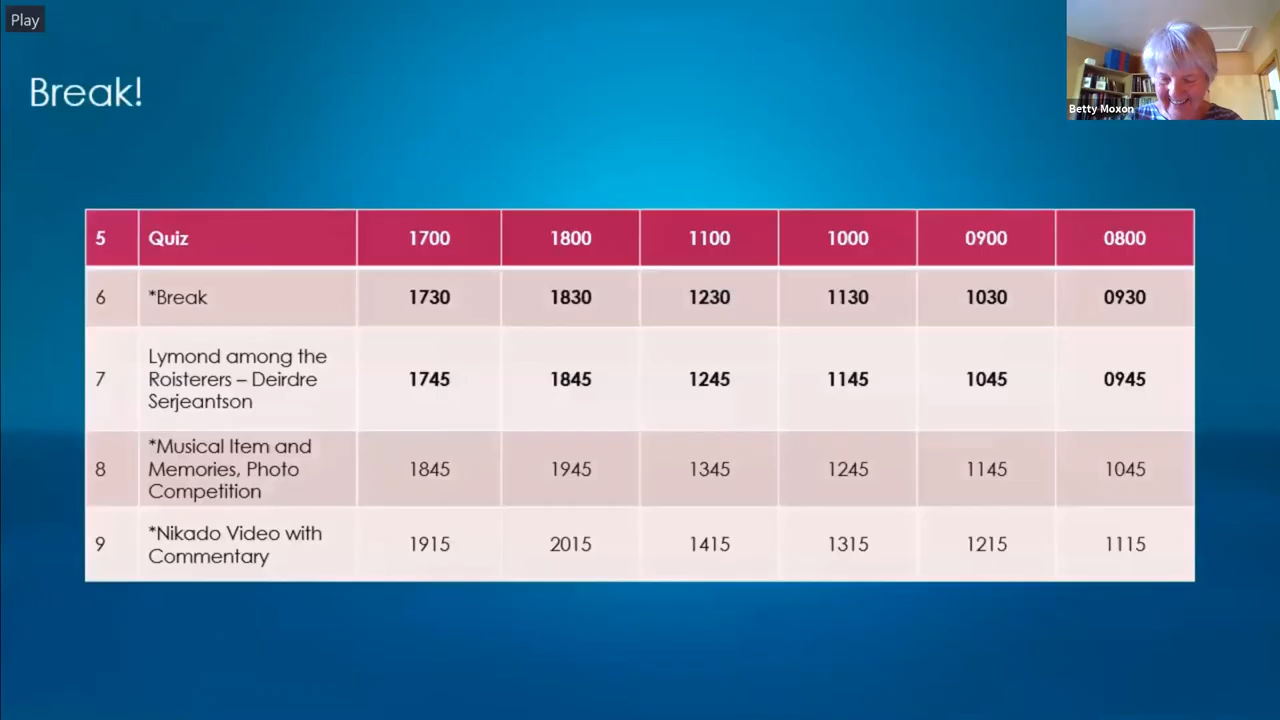 Play
Break!
Betty Moxon
5 Quiz 1700 1800 1100 1000 0900 0800
6 *Break 1730 1830 1230 1130 1030 0930
Lymond among the
7 Roisterers – Deirdre 1745 1845 1245 1145 1045 0945
Serjeantson
*Musical Item and
8 Memories, Photo 1845 1945 1345 1245 1145 1045
Competition
9 *Nikado Video with 1915 2015 1415 1315 1215 1115
Commentary